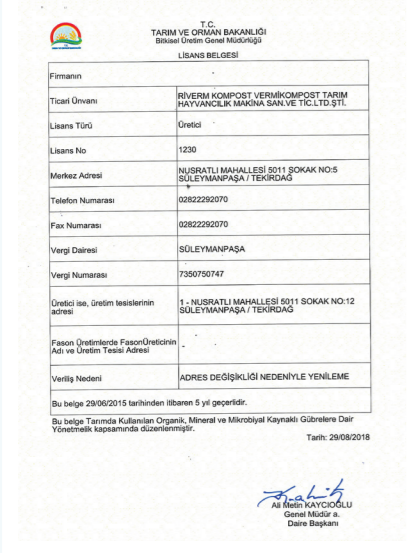 T.C.
TARIM VE ORMAN BAKANLIĞI
Bitkisel Üretim Genel Müdürlüğü
LİSANS BELGESİ
Firmanın
Ticari Ünvanı
RİVERM KOMPOST VERMİKOMPOST TARIM
HAYVANCILIK MAKİNA SAN.VE TİC.LTD.ŞTİ.
Lisans Türü
Üretici
Lisans No
1230
Merkez Adresi
NUSRATLI MAHALLESİ 5011 SOKAK NO:5
SÜLEYMANPAŞA / TEKİRDAĞ
Telefon Numarası
02822292070
Fax Numarası
02822292070
Vergi Dairesi
SÜLEYMANPAŞA
Vergi Numarası
7350750747
Üretici ise, üretim tesislerinin
adresi
1 - NUSRATLI MAHALLESİ 5011 SOKAK NO:12
SÜLEYMANPAŞA / TEKİRDAĞ
Fason Üretimlerde FasonÜreticinin
Adı ve Üretim Tesisi Adresi
-
Veriliş Nedeni
ADRES DEĞİŞİKLİĞİ NEDENİYLE YENİLEME
Bu belge 29/06/2015 tarihinden itibaren 5 yıl geçerlidir.
Bu belge Tarımda Kullanılan Organik, Mineral ve Mikrobiyal Kaynaklı Gübrelere Dair
Yönetmelik kapsamında düzenlenmiştir.
Tarih: 29/08/2018
Ali Metin KAYCIOĞLU
Genel Müdür a.
Daire Başkanı